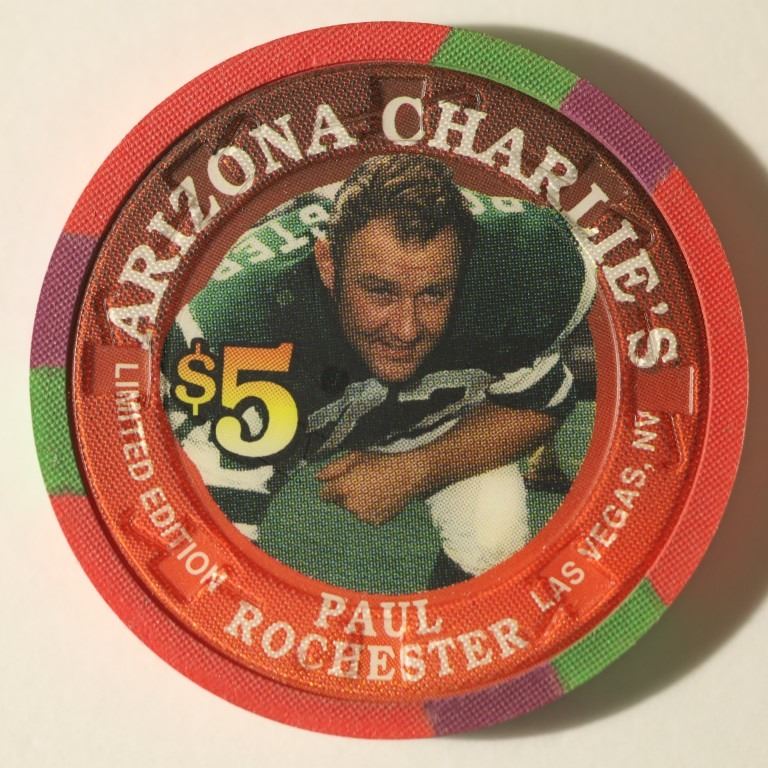 ARIZONA CHARLIE'S
$5
LIMITED EDITION
LAS VEGAS, NV
PAUL
ROCHESTER